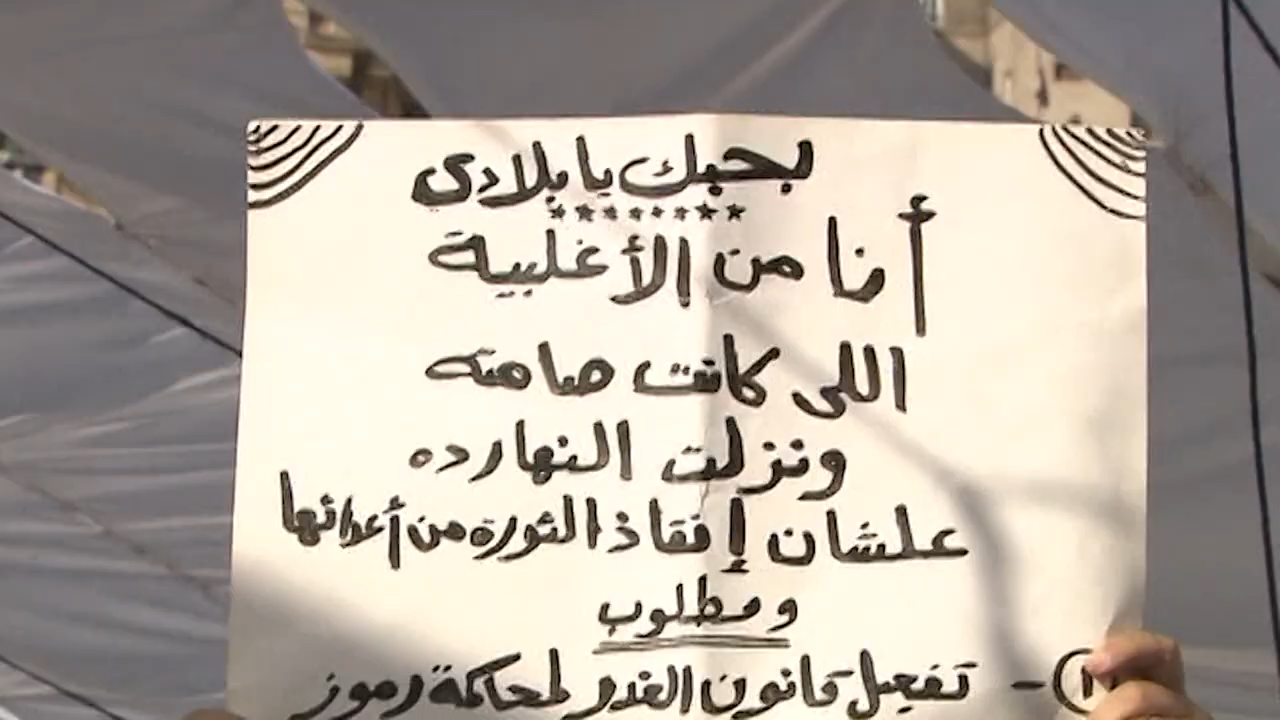 بحبك يا بلادى
أنا من الأغلبية
اللى كانت صامته
ونزلت النهارده
علشان إنقاذ الثورة من أعدائها
ومطلوب
١- تفعيل قانون الغدر لمحاكمة رموز